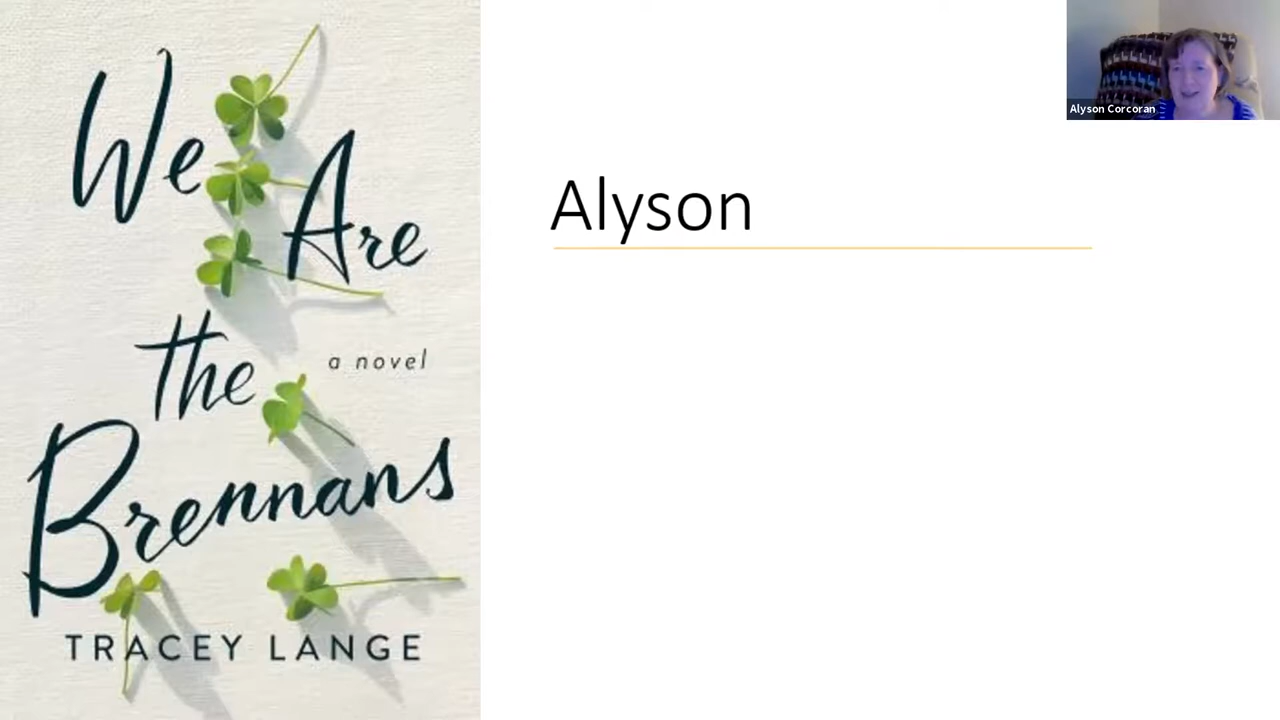 We
Are
the
a novel
Brennans
TRACEY LANGE
Alyson
Alyson Corcoran